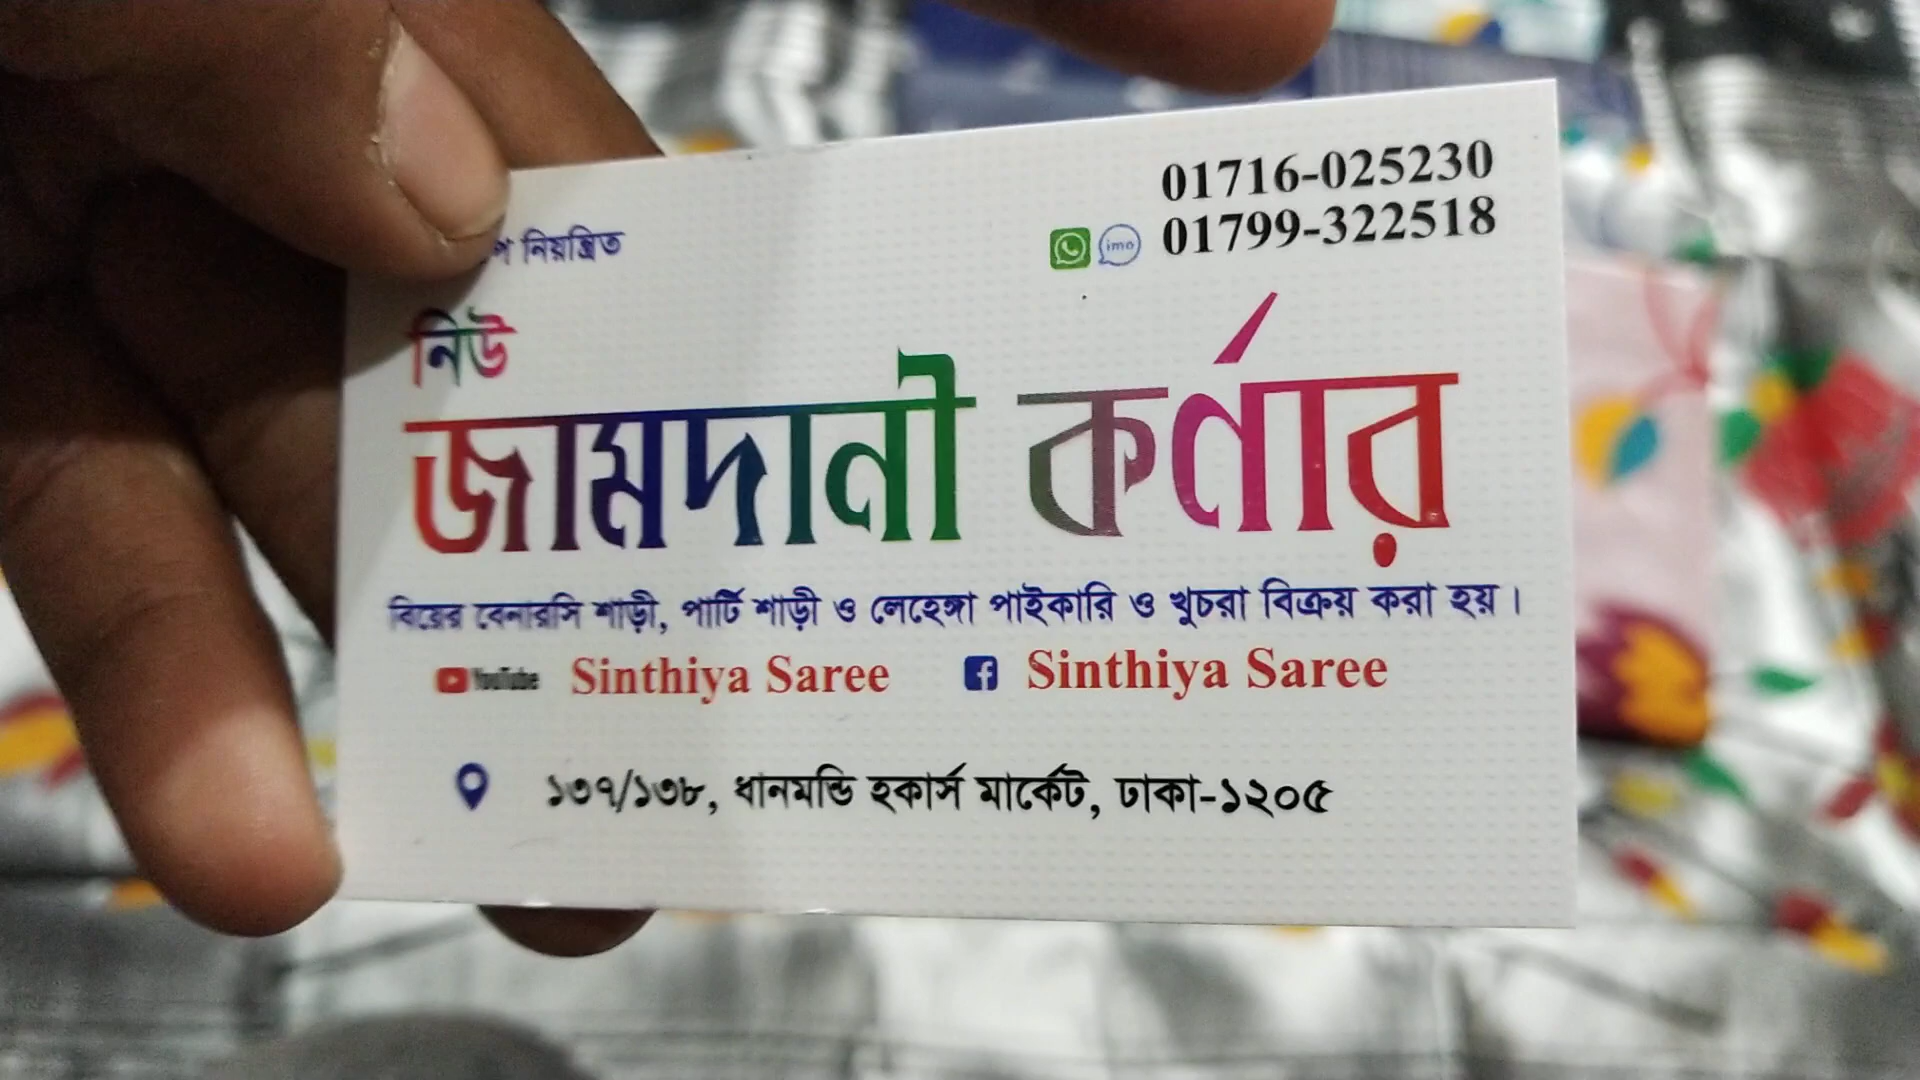 নিয়ন্ত্রিত
01716-025230
imo 01799-322518
নিউ
জামদানী কর্ণার
বিয়ের বেনারসি শাড়ী, পার্টি শাড়ী ও লেহেঙ্গা পাইকারি ও খুচরা বিক্রয় করা হয়।
YouTube Sinthiya Saree Sinthiya Saree
১৩৭/১৩৮, ধানমন্ডি হকার্স মার্কেট, ঢাকা-১২০৫